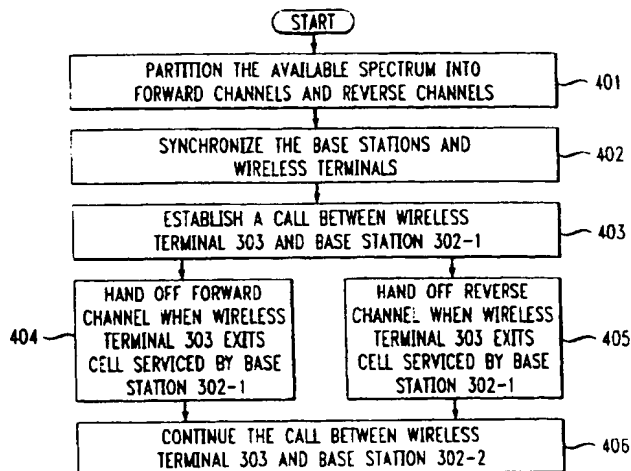 START
PARTITION THE AVAILABLE SPECTRUM INTO
FORWARD CHANNELS AND REVERSE CHANNELS
401
SYNCHRONIZE THE BASE STATIONS AND
WIRELESS TERMINALS
402
ESTABLISH A CALL BETWEEN WIRELESS
TERMINAL 303 AND BASE STATION 302-1
403
404
HAND OFF FORWARD
CHANNEL WHEN WIRELESS
TERMINAL 303 EXITS
CELL SERVICED BY BASE
STATION 302-1
HAND OFF REVERSE
CHANNEL WHEN WIRELESS
TERMINAL 303 EXITS
CELL SERVICED BY BASE
STATION 302-1
405
CONTINUE THE CALL BETWEEN WIRELESS
TERMINAL 303 AND BASE STATION 302-2
406